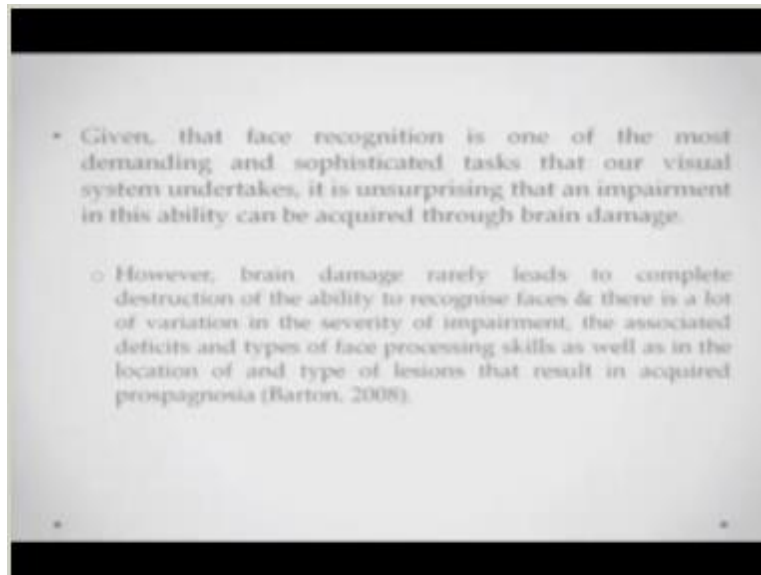 • Given, that face recognition is one of the most
demanding and sophisticated tasks that our visual
system undertakes, it is unsurprising that an impairment
in this ability can be acquired through brain damage.
o However, brain damage rarely leads to complete
destruction of the ability to recognise faces & there is a lot
of variation in the severity of impairment, the associated
deficits and types of face processing skills as well as in the
location of and type of lesions that result in acquired
prospagnosia (Barton, 2008).